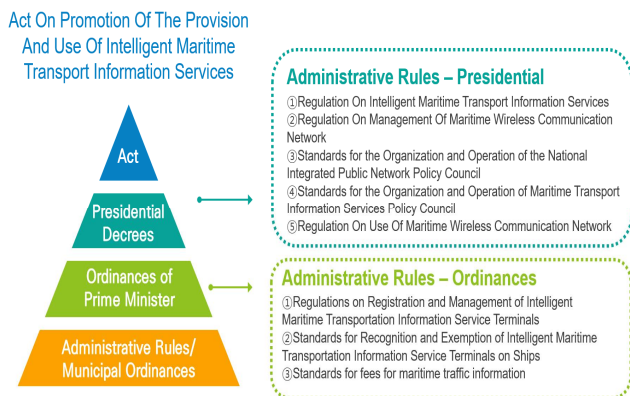 Act On Promotion Of The Provision
And Use Of Intelligent Maritime
Transport Information Services
Act
Presidential
Decrees
Ordinances of
Prime Minister
Administrative Rules/
Municipal Ordinances
Administrative Rules – Presidential
①Regulation On Intelligent Maritime Transport Information Services
②Regulation On Management Of Maritime Wireless Communication
Network
③Standards for the Organization and Operation of the National
Integrated Public Network Policy Council
④Standards for the Organization and Operation of Maritime Transport
Information Services Policy Council
⑤Regulation On Use Of Maritime Wireless Communication Network
Administrative Rules – Ordinances
①Regulations on Registration and Management of Intelligent
Maritime Transportation Information Service Terminals
②Standards for Recognition and Exemption of Intelligent Maritime
Transportation Information Service Terminals on Ships
③Standards for fees for maritime traffic information